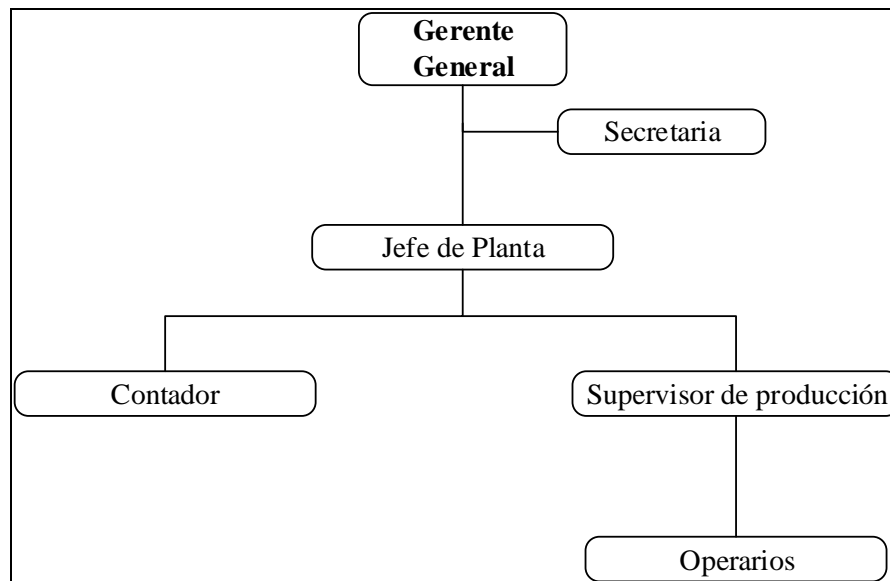 Gerente
General
Secretaria
Jefe de Planta
Contador
Supervisor de producción
Operarios